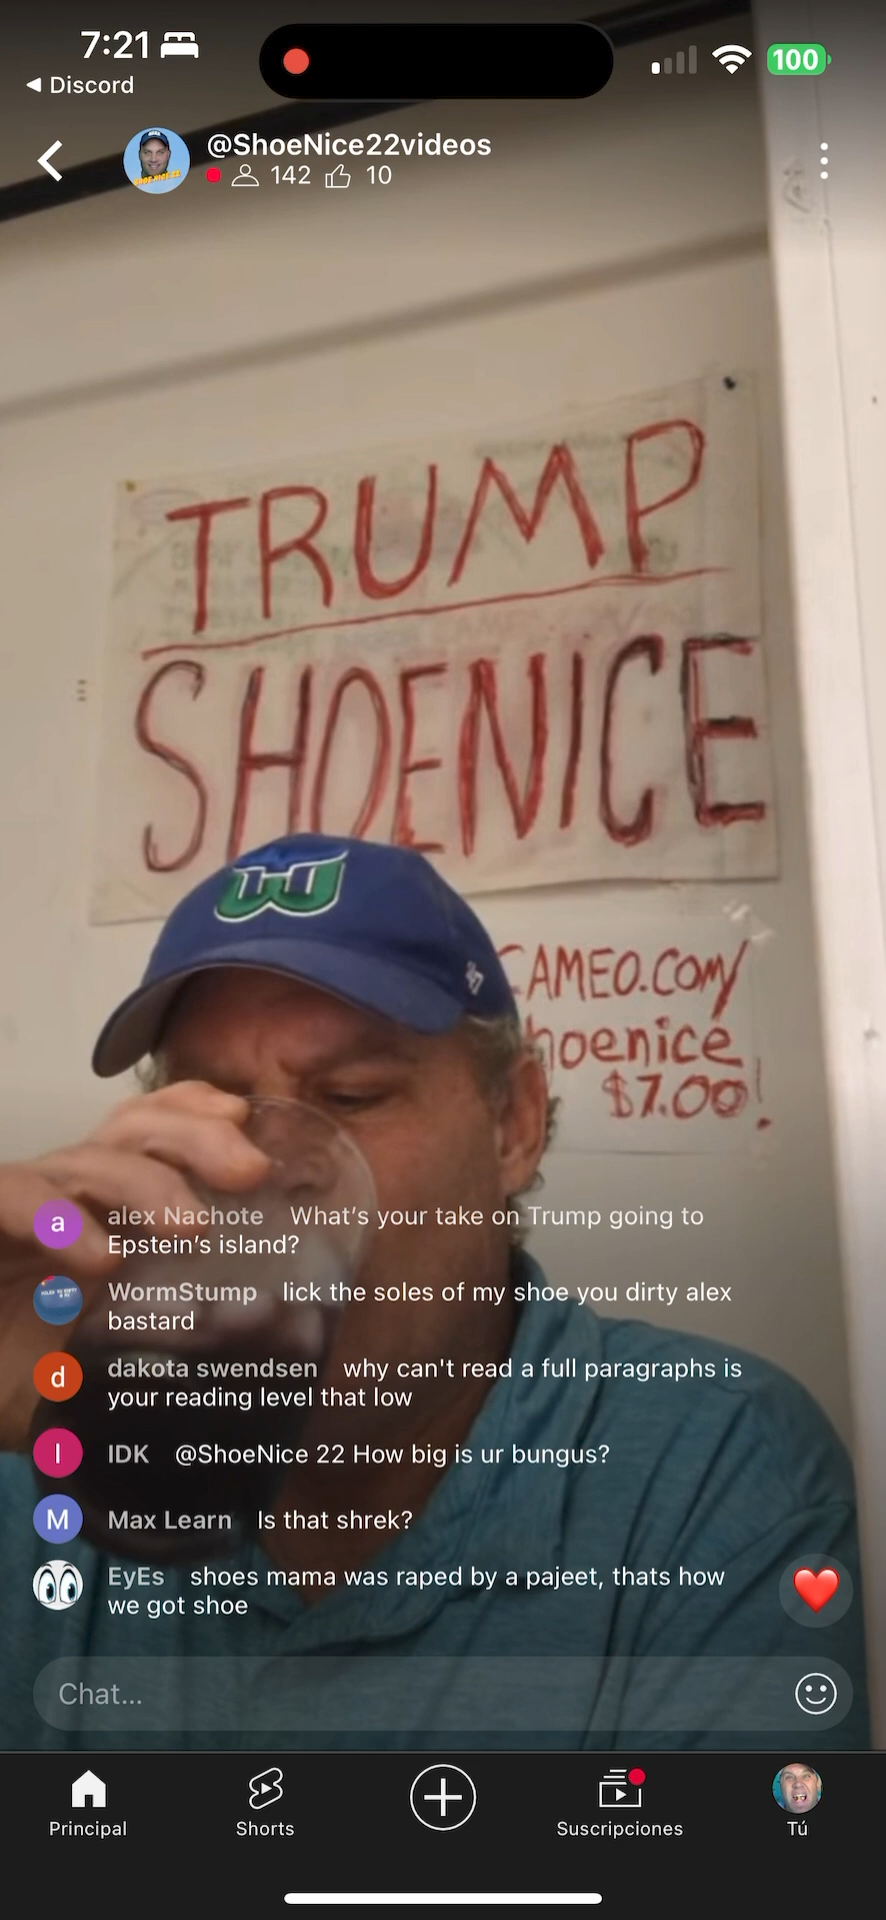 7:21
100
◀ Discord
@ShoeNice22videos
142 10
TRUMP
SHOENICE
W
CAMEO.COM/
hoenice
$7.00!
a
alex Nachote What's your take on Trump going to
Epstein's island?
WormStump lick the soles of my shoe you dirty alex
bastard
d
dakota swendsen why can't read a full paragraphs is
your reading level that low
I
IDK @ShoeNice 22 How big is ur bungus?
M
Max Learn Is that shrek?
EyEs shoes mama was raped by a pajeet, thats how
we got shoe
Chat...
Principal
Shorts
Suscripciones
Tú